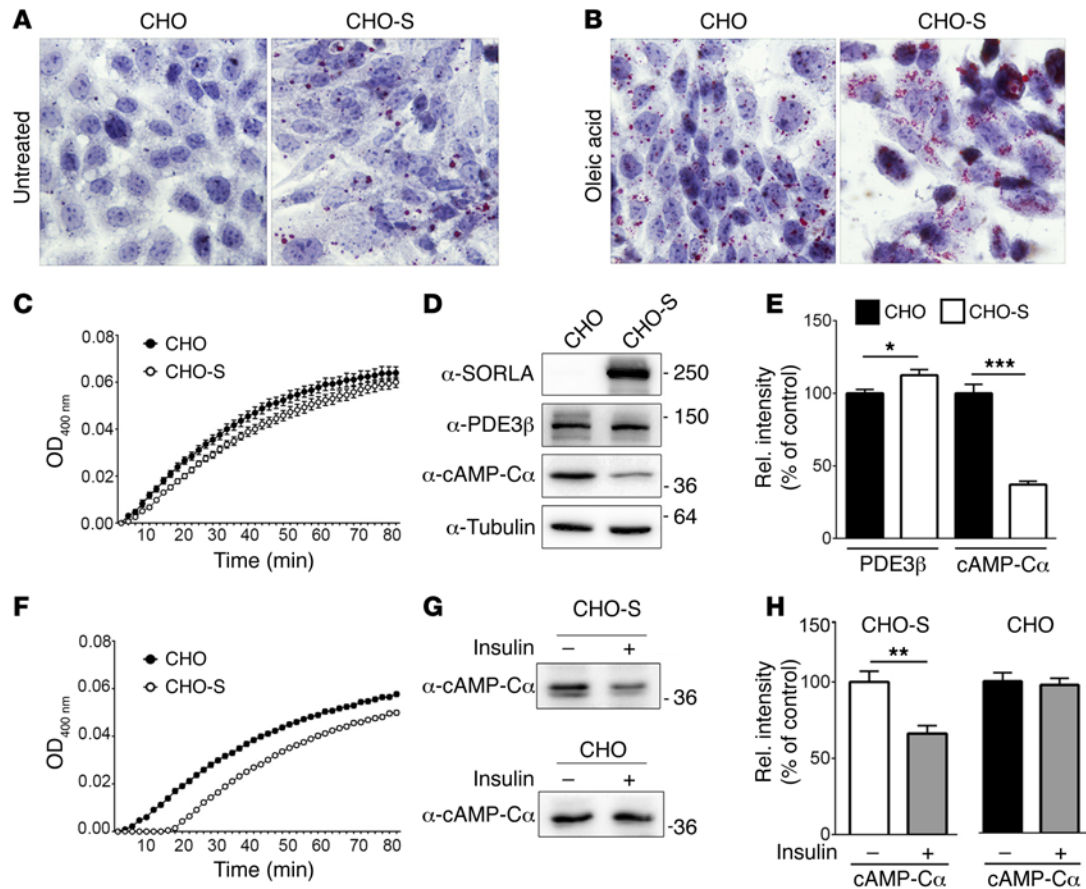 A
CHO
CHO-S
Untreated
B
CHO
CHO-S
Oleic acid
C
0.08
0.06
0.04
0.02
0.00
OD 400 nm
CHO
CHO-S
10 20 30 40 50 60 70 80
Time (min)
D
CHO CHO-S
α-SORLA - 250
α-PDE3β - 150
α-cAMP-Cα - 36
α-Tubulin - 64
E
CHO CHO-S
150
100
50
0
Rel. intensity
(% of control)
* ***
PDE3β cAMP-Cα
F
0.08
0.06
0.04
0.02
0.00
OD 400 nm
CHO
CHO-S
10 20 30 40 50 60 70 80
Time (min)
G
CHO-S
Insulin – +
α-cAMP-Cα - 36
CHO
Insulin – +
α-cAMP-Cα -36
H
CHO-S CHO
150
100
50
0
Rel. intensity
(% of control)
**
Insulin – + – +
cAMP-Cα cAMP-Cα